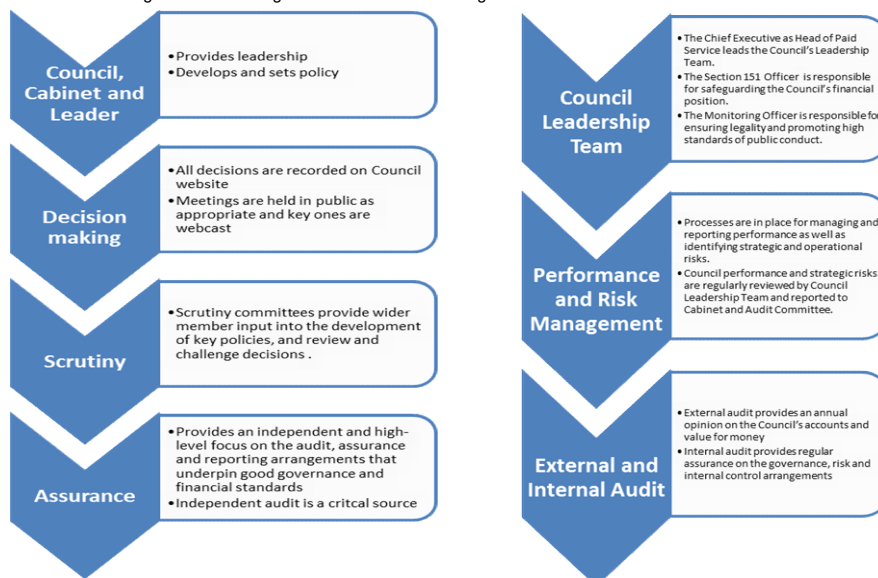 Council,
Cabinet and
Leader
•Provides leadership
•Develops and sets policy
Decision
making
•All decisions are recorded on Council
website
•Meetings are held in public as
appropriate and key ones are
webcast
Scrutiny
•Scrutiny committees provide wider
member input into the development
of key policies, and review and
challenge decisions .
Assurance
•Provides an independent and high-
level focus on the audit, assurance
and reporting arrangements that
underpin good governance and
financial standards
•Independent audit is a critcal source
Council
Leadership
Team
•The Chief Executive as Head of Paid
Service leads the Council's Leadership
Team.
•The Section 151 Officer is responsible
for safeguarding the Council's financial
position.
•The Monitoring Officer is responsible for
ensuring legality and promoting high
standards of public conduct.
Performance
and Risk
Management
•Processes are in place for managing and
reporting performance as well as
identifying strategic and operational
risks.
•Council performance and strategic risks
are regularly reviewed by Council
Leadership Team and reported to
Cabinet and Audit Committee.
External and
Internal Audit
•External audit provides an annual
opinion on the Council's accounts and
value for money
•Internal audit provides regular
assurance on the governance, risk and
internal control arrangements